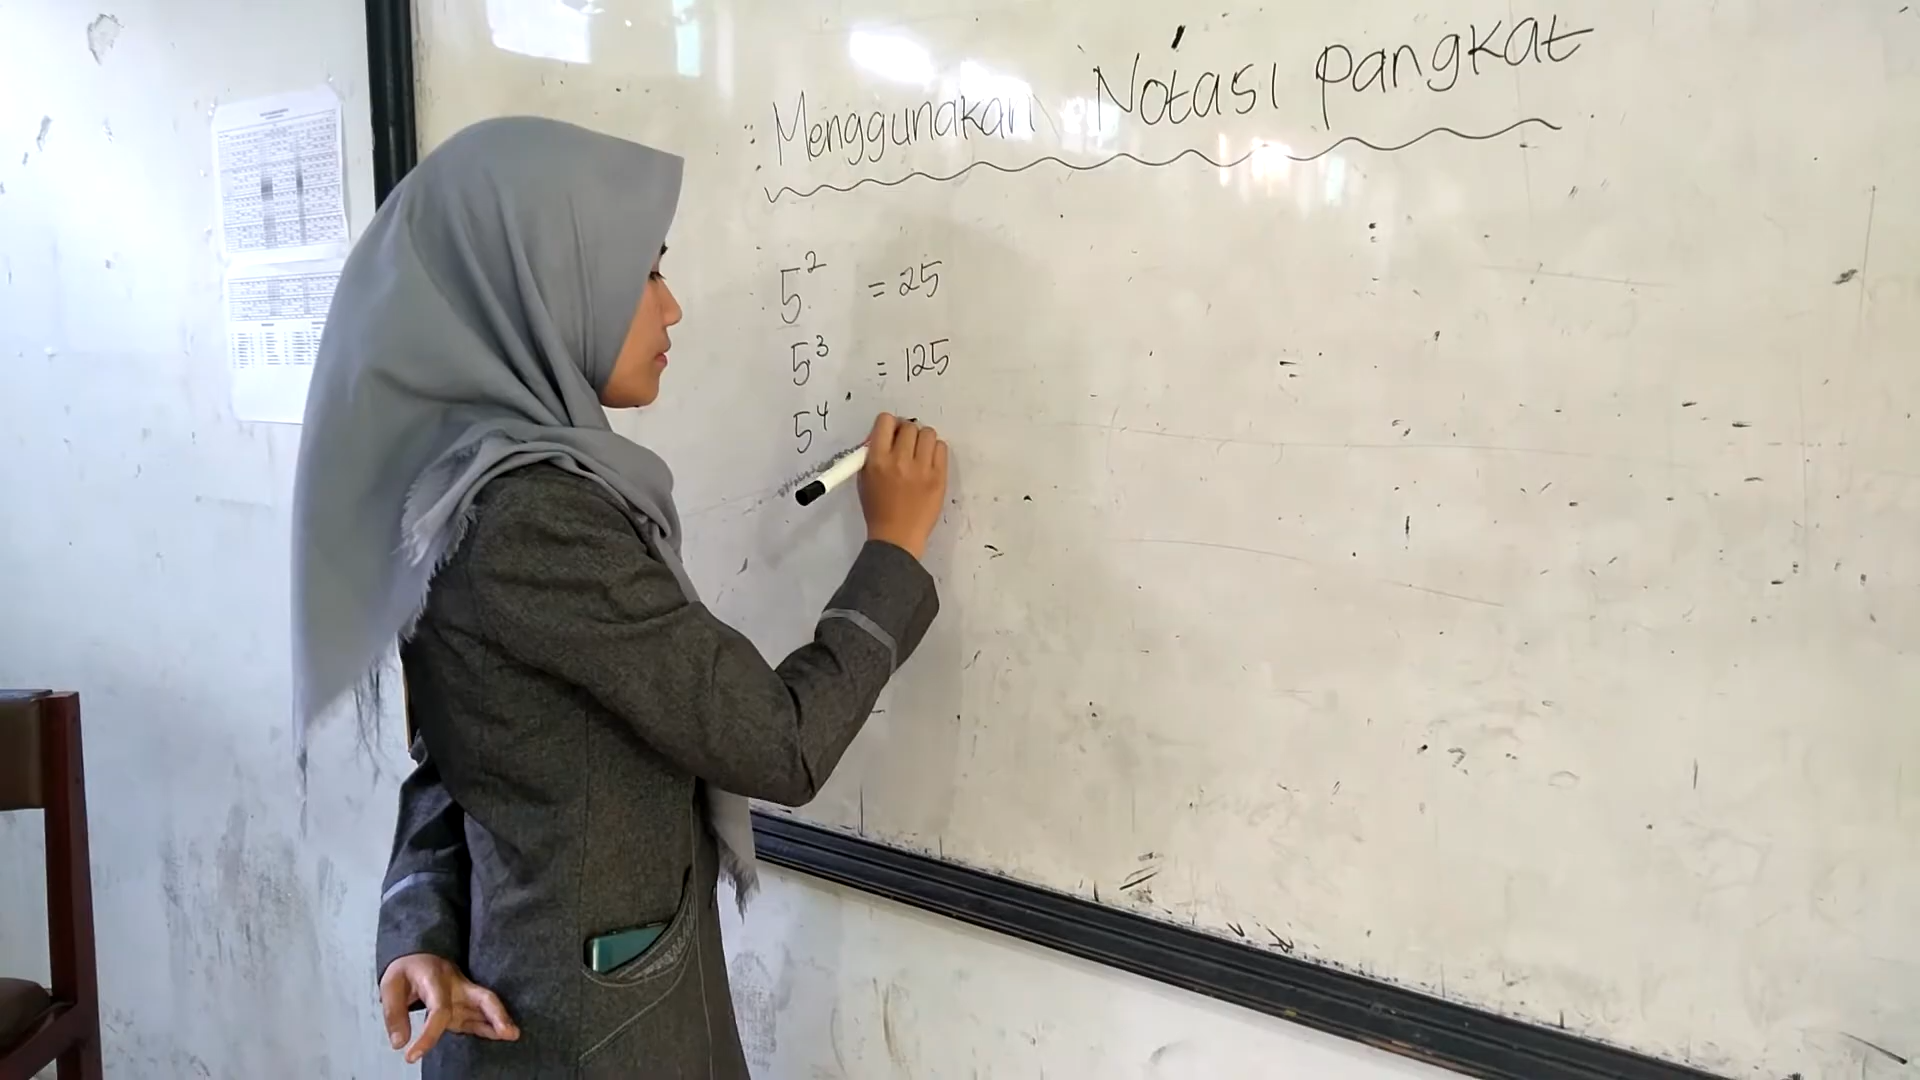 Menggunakan Notasi Pangkat
5² = 25
5³ = 125
5⁴